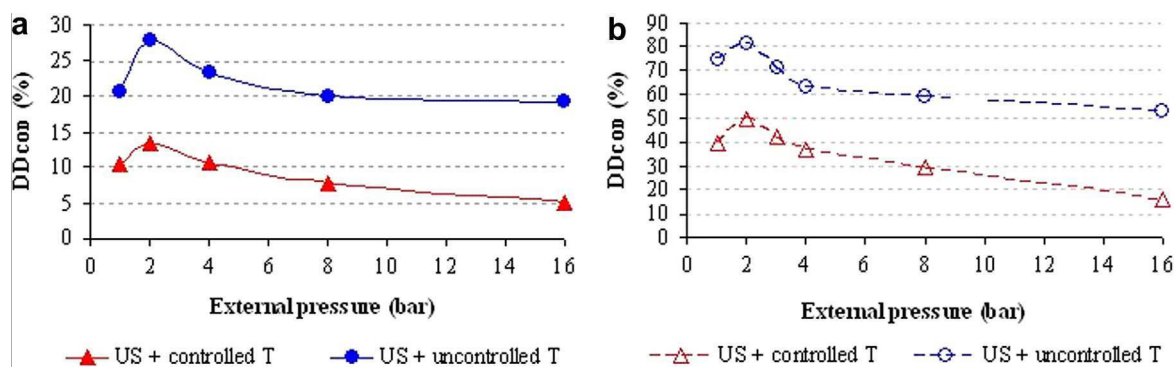 a
30
25
20
15
10
5
0
DDcon (%)
0 2 4 6 8 10 12 14 16
External pressure (bar)
US + controlled T US + uncontrolled T
b
90
80
70
60
50
40
30
20
10
0
DDcon (%)
0 2 4 6 8 10 12 14 16
External pressure (bar)
US + controlled T US + uncontrolled T